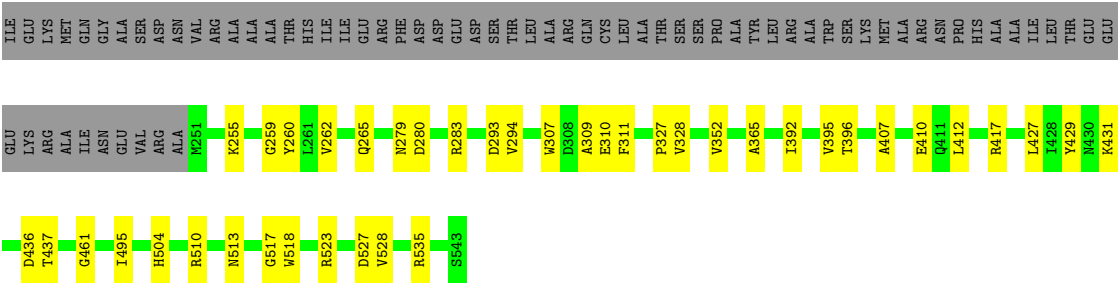 ILE GLU LYS MET GLN GLY ALA SER ASP ASN VAL ARG ALA ALA ALA THR HIS ILE ILE GLU ARG PHE ASP ASP GLU ASP SER THR LEU ALA ARG GLN CYS LEU ALA THR SER SER PRO ALA TYR LEU ARG ALA TRP SER LYS MET ALA ARG ASN PRO HIS ALA ALA ILE LEU THR GLU GLU
GLU LYS ARG ALA ILE ASN GLU VAL ARG ALA M251 K255 G259 Y260 L261 V262 Q265 N279 D280 R283 D293 V294 W307 D308 A309 E310 F311 P327 V328 V352 A365 I392 V395 T396 A407 E410 Q411 L412 R417 L427 I428 Y429 N430 K431
D436 T437 G461 I495 H504 R510 N513 G517 W518 R523 D527 V528 R535 S543